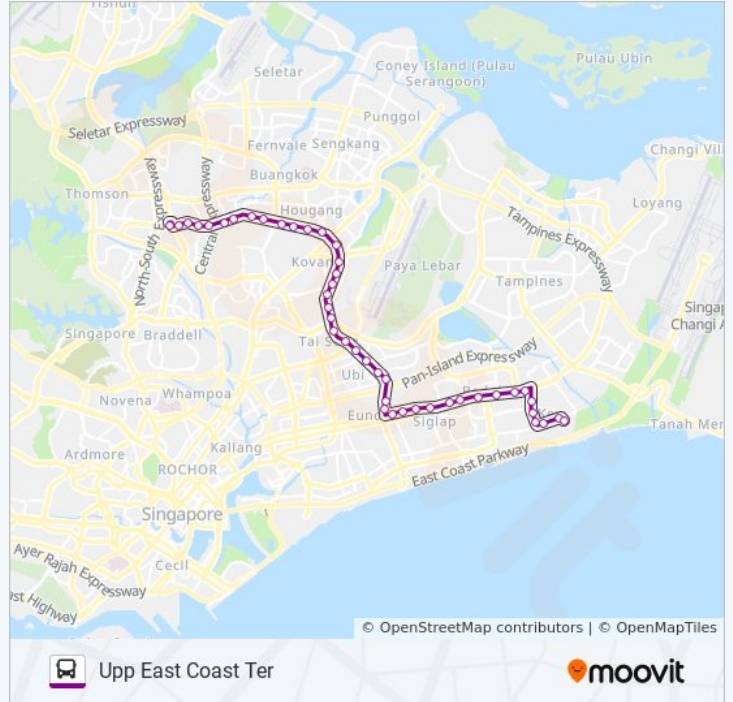 Yishun
Seletar
Coney Island (Pulau
Serangoon)
Pulau Ubin
Punggol
Seletar Expressway
Fernvale
Sengkang
Changi Vill
Thomson
Buangkok
Loyang
North-South Expressway
Central Expressway
Hougang
Tampines Expressway
Kovan
Paya Lebar
Tampines
Singap
Changi A
Singapore
Braddell
Tai S
Pan-Island Expressway
Ubi
Novena
Whampoa
Euno
Siglap
Tanah Mer
Ardmore
ROCHOR
Kallang
East Coast Parkway
Singapore
Ayer Rajah Expressway
Cecil
ast Highway
© OpenStreetMap contributors | © OpenMapTiles
Upp East Coast Ter
moovit